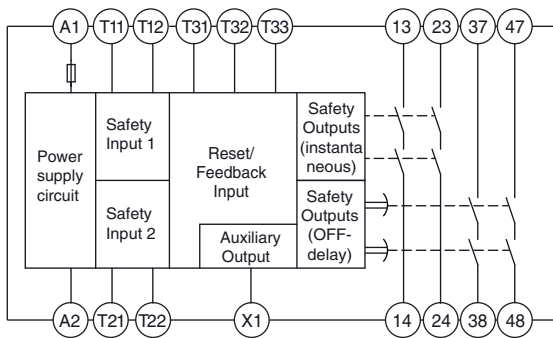 A1 T11 T12 T31 T32 T33 13 23 37 47
Power
supply
circuit
Safety
Input 1
Safety
Input 2
Reset/
Feedback
Input
Auxiliary
Output
Safety
Outputs
(instanta
neous)
Safety
Outputs
(OFF-
delay)
A2 T21 T22 X1 14 24 38 48